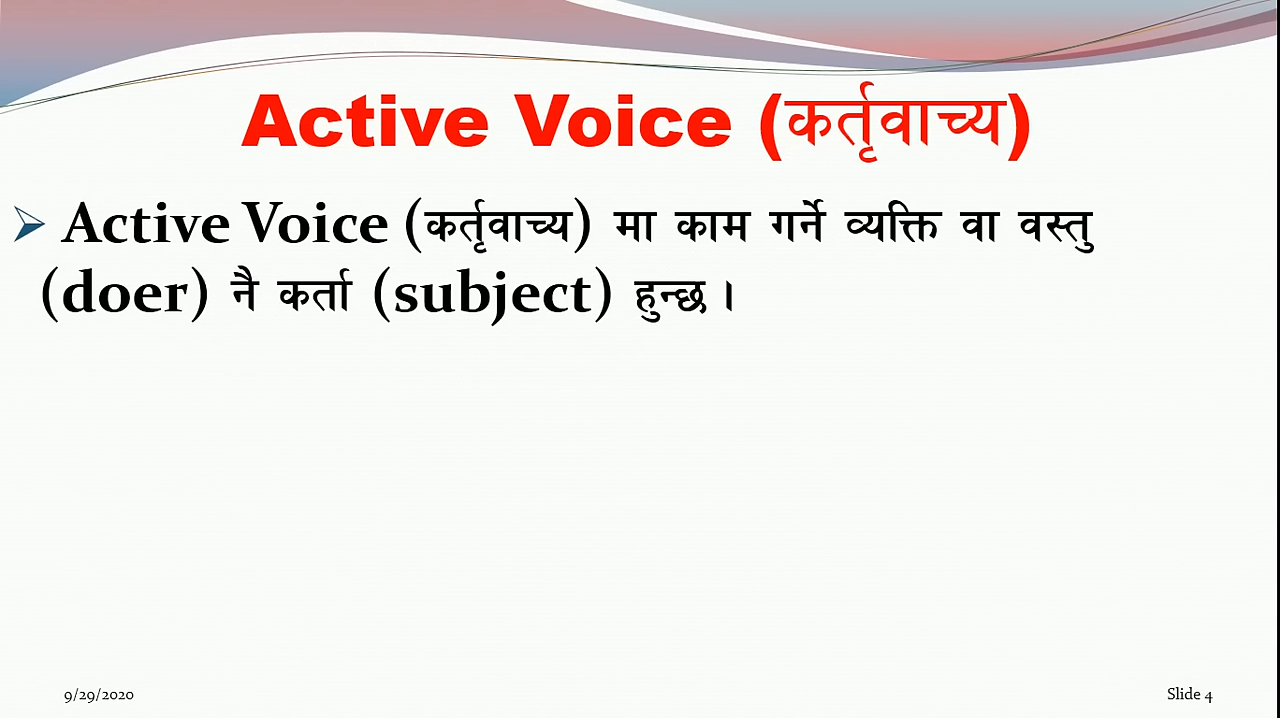 Active Voice (कर्तृवाच्य)
Active Voice (कर्तृवाच्य) मा काम गर्ने व्यक्ति वा वस्तु
(doer) नै कर्ता (subject) हुन्छ ।
9/29/2020
Slide 4